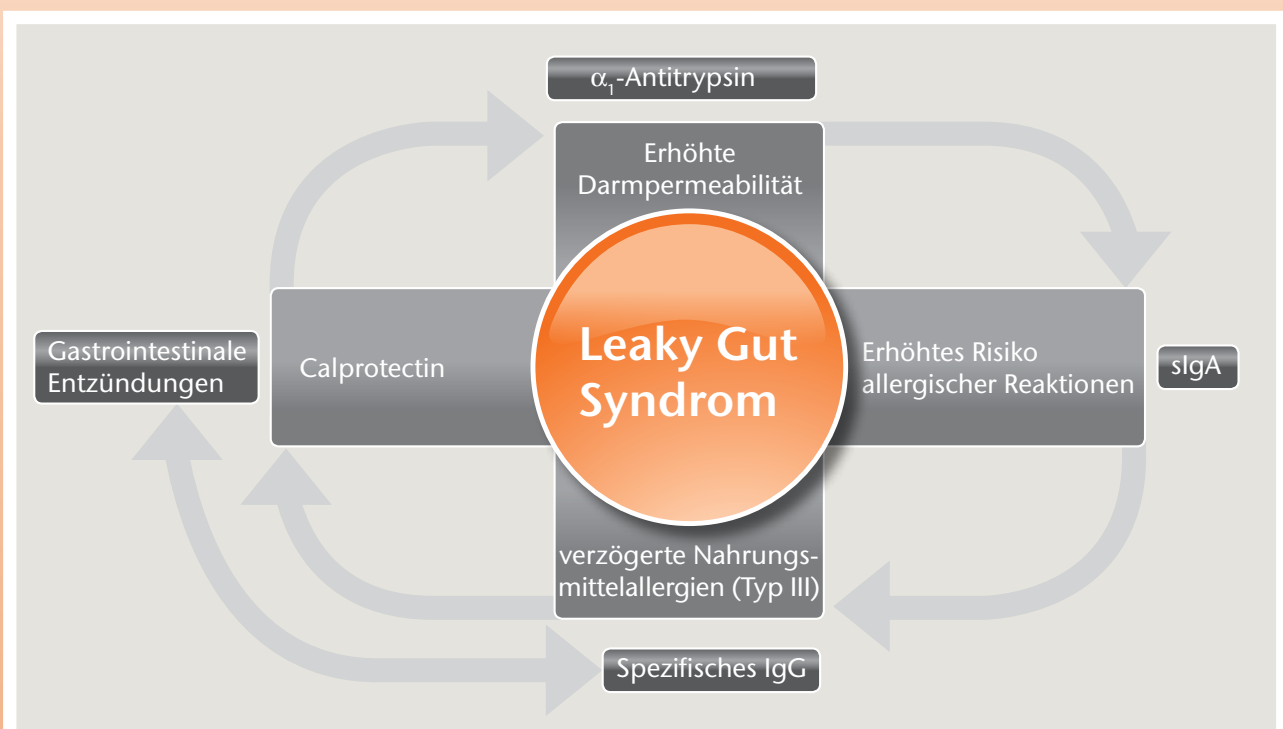 α₁-Antitrypsin
Erhöhte
Darmpermeabilität
Gastrointestinale
Entzündungen
Calprotectin
Leaky Gut
Syndrom
Erhöhtes Risiko
allergischer Reaktionen
sIgA
verzögerte Nahrungs-
mittelallergien (Typ III)
Spezifisches IgG